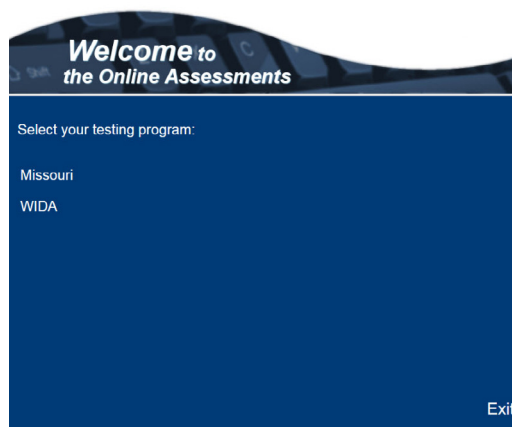 Welcome to
the Online Assessments
Select your testing program:
Missouri
WIDA
Exit